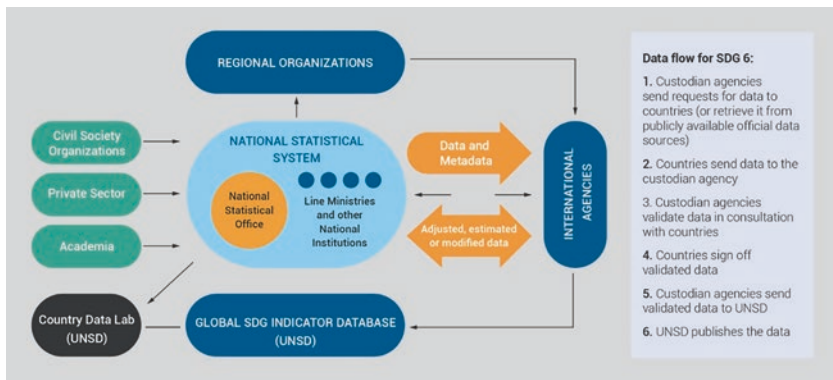 REGIONAL ORGANIZATIONS
Civil Society
Organizations
Private Sector
Academia
NATIONAL STATISTICAL
SYSTEM
National
Statistical
Office
Line Ministries
and other
National
Institutions
Data and
Metadata
Adjusted, estimated
or modified data
INTERNATIONAL
AGENCIES
Country Data Lab
(UNSD)
GLOBAL SDG INDICATOR DATABASE
(UNSD)
Data flow for SDG 6:
1. Custodian agencies
send requests for data to
countries (or retrieve it from
publicly available official data
sources)
2. Countries send data to the
custodian agency
3. Custodian agencies
validate data in consultation
with countries
4. Countries sign off
validated data
5. Custodian agencies send
validated data to UNSD
6. UNSD publishes the data